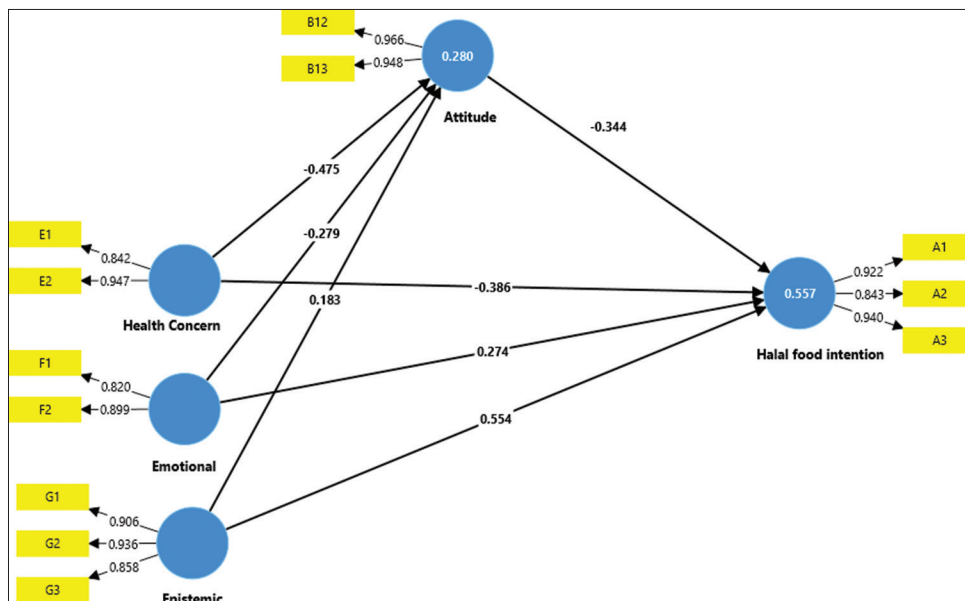 B12
0.966
0.280
B13
0.948
Attitude
-0.344
-0.475
E1
0.842
-0.279
E2
0.947
0.183
-0.386
Health Concern
A1
0.922
0.557
0.843
A2
0.940
A3
Halal food intention
F1
0.820
0.274
F2
0.899
Emotional
0.554
G1
0.906
G2
0.936
0.858
G3
Epistemic